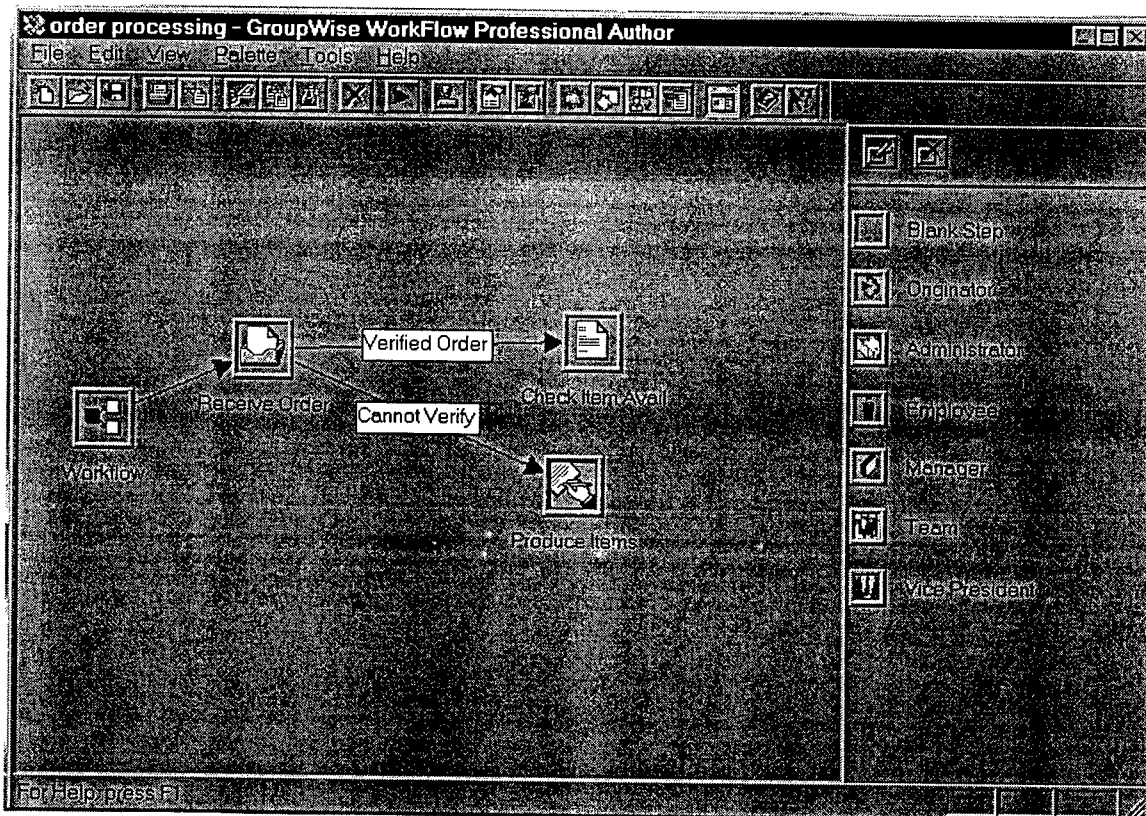 order processing - GroupWise WorkFlow Professional Author
File Edit View Palette Tools Help
Blank Step
Originator
Verified Order
Administrator
Receive Order
Check Item Avail
Employee
Cannot Verify
Workflow
Manager
Team
Produce Items
Vice President
For Help, press F1